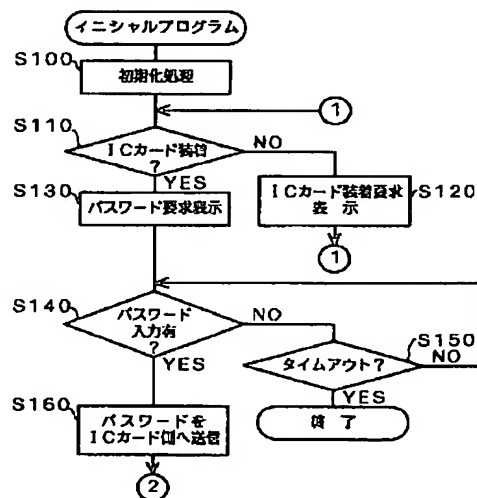 イニシャルプログラム
S100
初期化処理
1
S110
ICカード装着
?
NO
YES
S130
パスワード要求表示
ICカード装着要求
表 示
S120
1
S140
パスワード
入力有
?
NO
YES
S150
タイムアウト?
NO
YES
終 了
S160
パスワードを
ICカード側へ送信
2